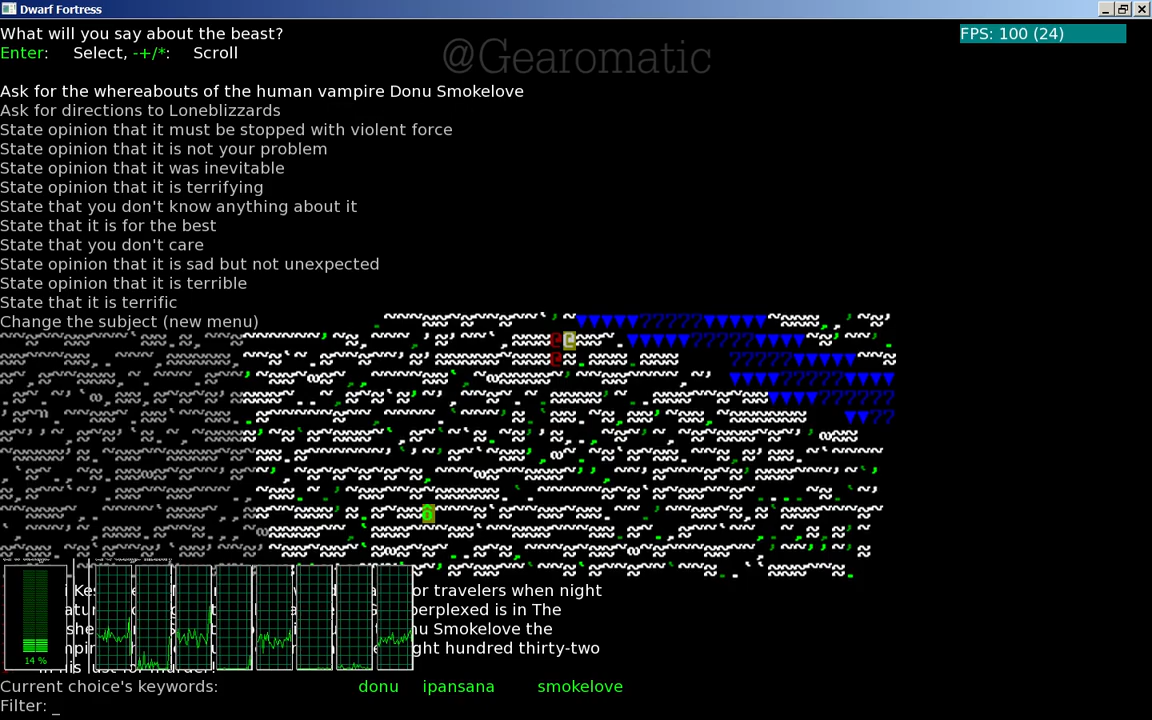 Dwarf Fortress
What will you say about the beast?
FPS: 100 (24)
Enter: Select, -+/*: Scroll
@Gearomatic
Ask for the whereabouts of the human vampire Donu Smokelove
Ask for directions to Loneblizzards
State opinion that it must be stopped with violent force
State opinion that it is not your problem
State opinion that it was inevitable
State opinion that it is terrifying
State that you don't know anything about it
State that it is for the best
State that you don't care
State opinion that it is sad but not unexpected
State opinion that it is terrible
State that it is terrific
Change the subject (new menu)
or travelers when night
perplexed is in The
Smokelove the
hundred thirty-two
14 %
Current choice's keywords: donu ipansana smokelove
Filter: _